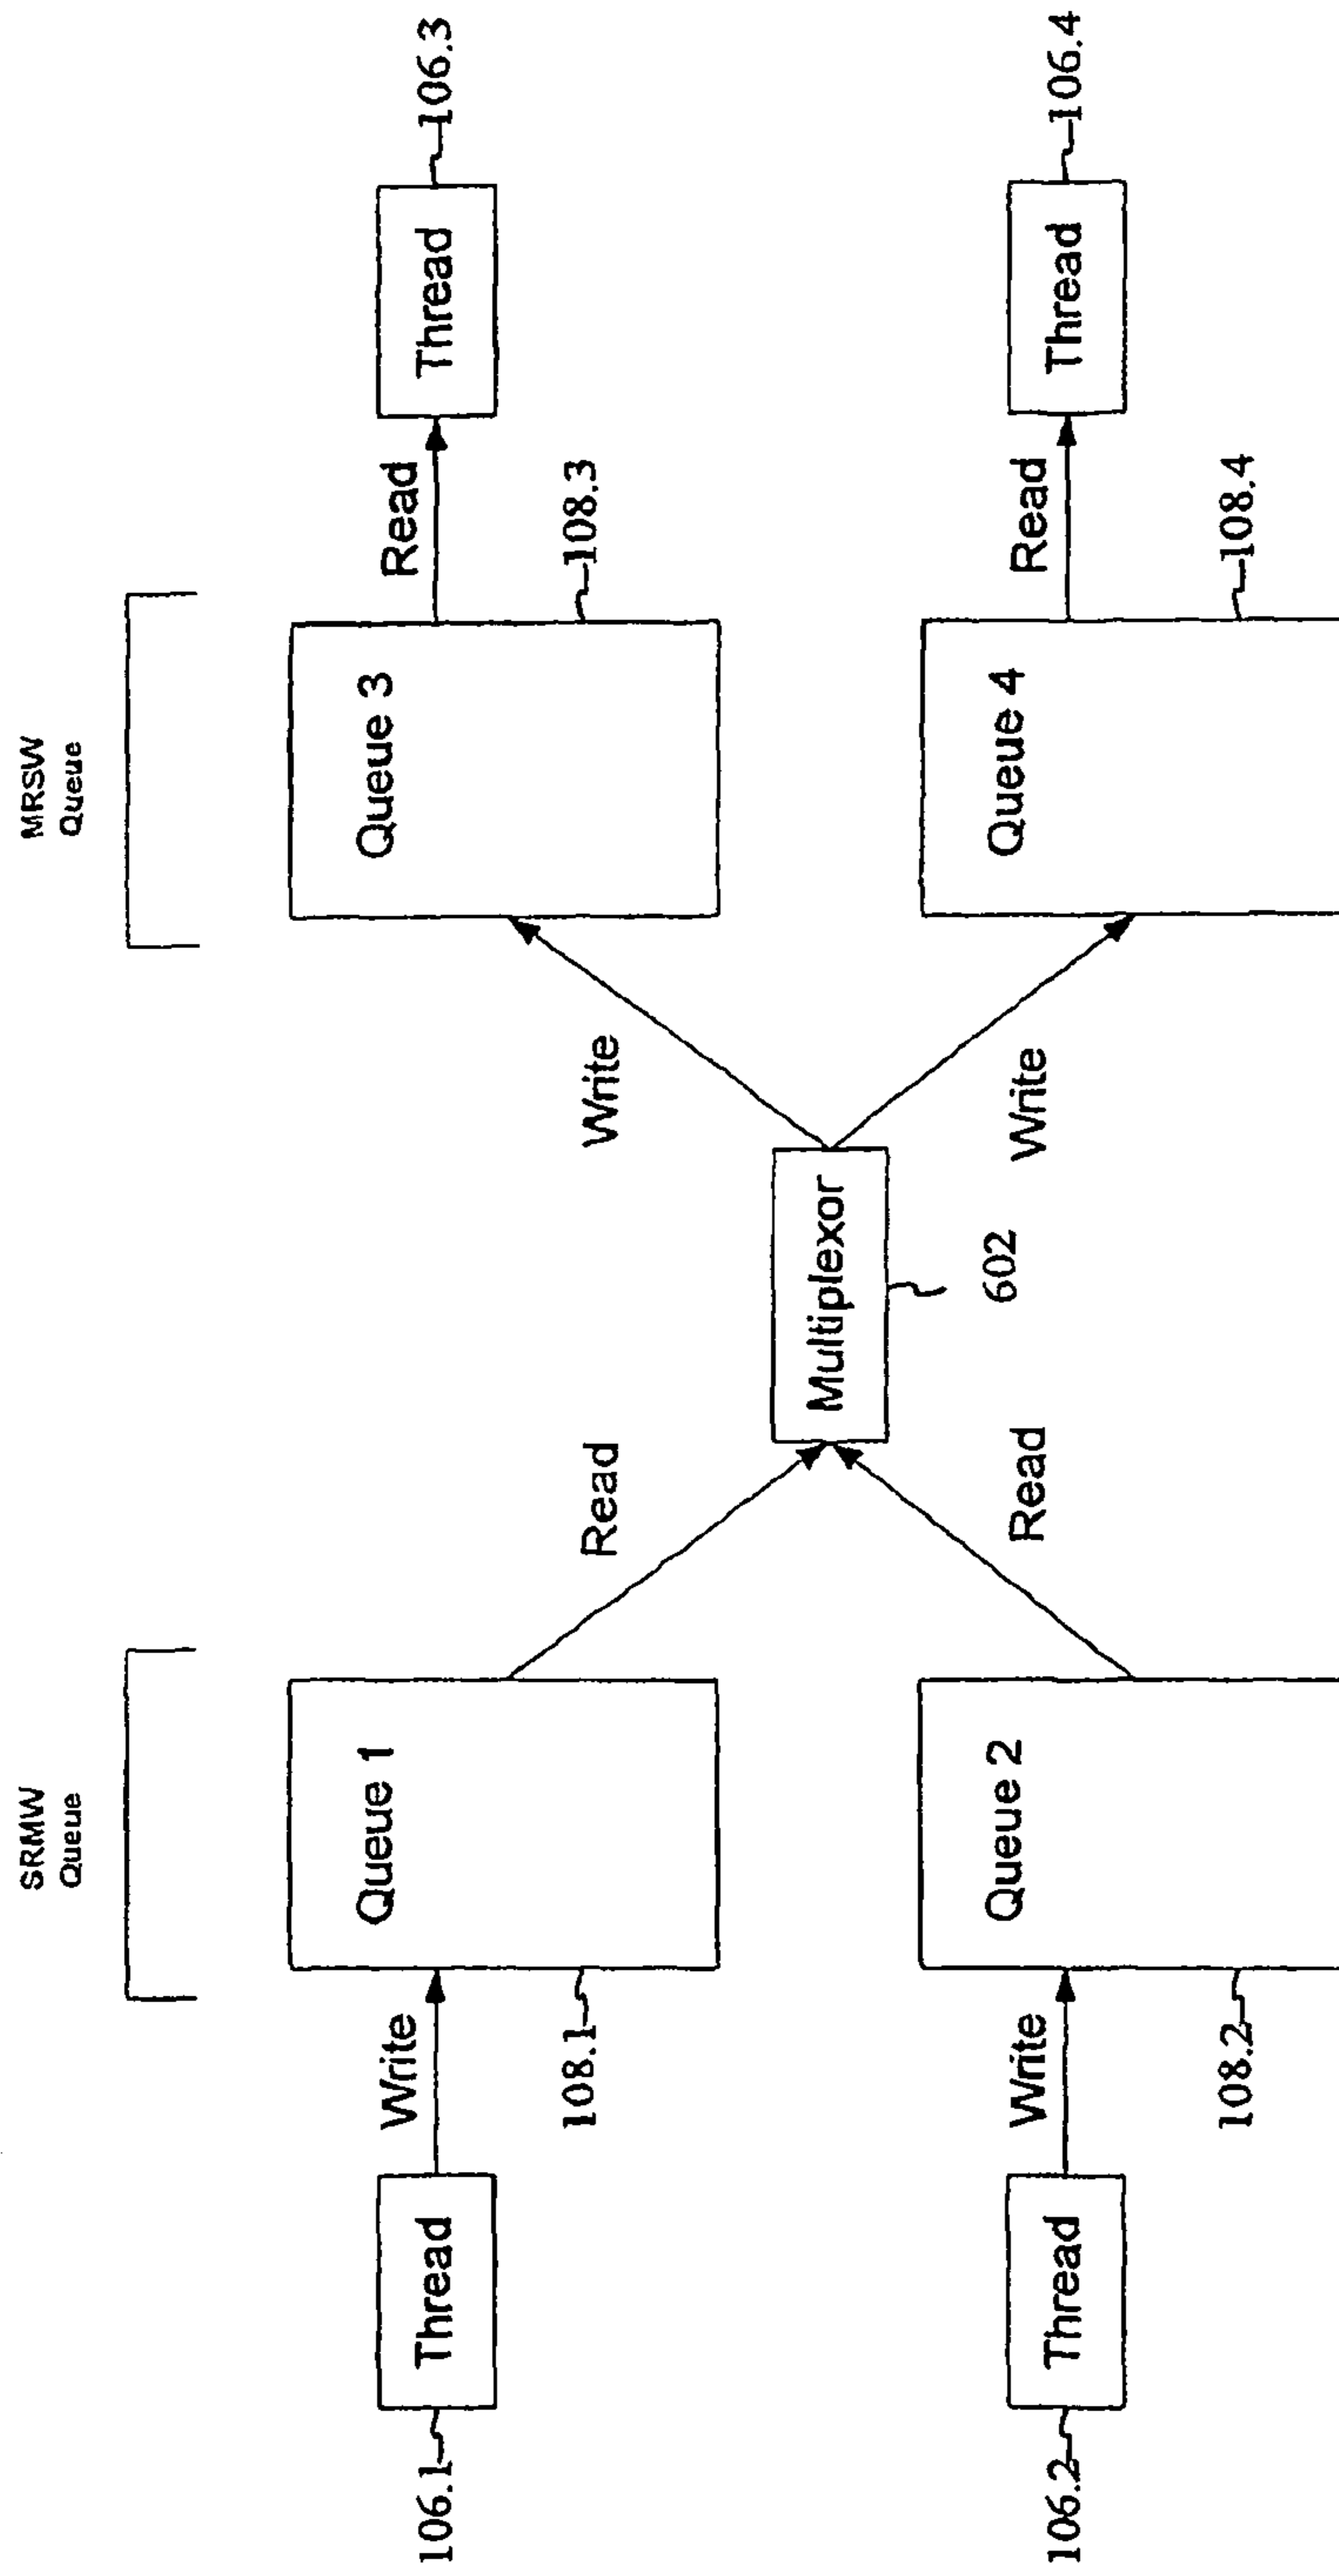 SRMW
Queue
MRSW
Queue
106.1
Thread
Write
Queue 1
108.1
Read
Write
Queue 3
108.3
Read
Thread
106.3
Multiplexor
602
106.2
Thread
Write
Queue 2
108.2
Read
Write
Queue 4
108.4
Read
Thread
106.4